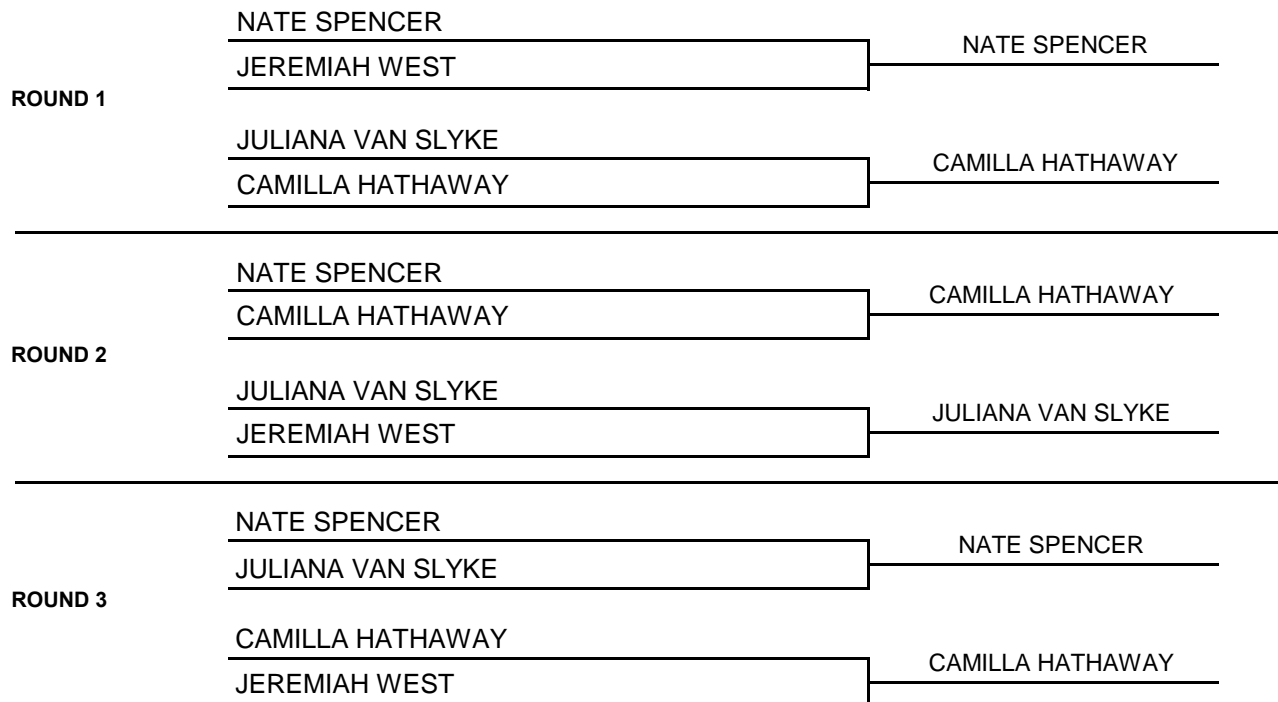 NATE SPENCER
NATE SPENCER
JEREMIAH WEST
ROUND 1
JULIANA VAN SLYKE
CAMILLA HATHAWAY
CAMILLA HATHAWAY
NATE SPENCER
CAMILLA HATHAWAY
CAMILLA HATHAWAY
ROUND 2
JULIANA VAN SLYKE
JULIANA VAN SLYKE
JEREMIAH WEST
NATE SPENCER
NATE SPENCER
JULIANA VAN SLYKE
ROUND 3
CAMILLA HATHAWAY
CAMILLA HATHAWAY
JEREMIAH WEST